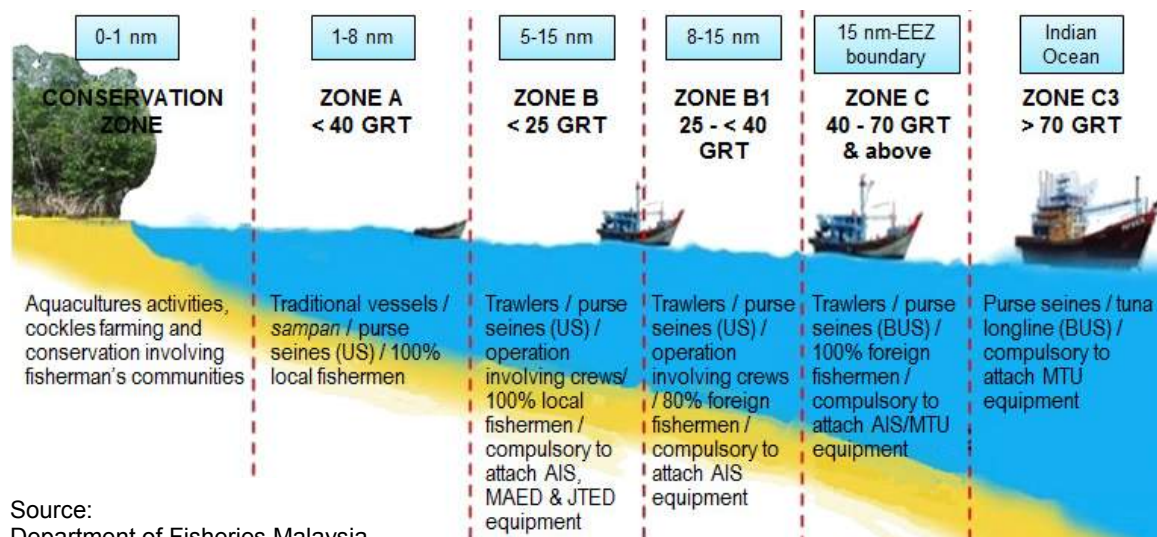 0-1 nm
CONSERVATION
ZONE
Aquacultures activities,
cockles farming and
conservation involving
fisherman's communities
1-8 nm
ZONE A
< 40 GRT
Traditional vessels /
sampan / purse
seines (US) / 100%
local fishermen
5-15 nm
ZONE B
< 25 GRT
Trawlers / purse
seines (US) /
operation
involving crews/
100% local
fishermen /
compulsory to
attach AIS,
MAED & JTED
equipment
8-15 nm
ZONE B1
25 - < 40
GRT
Trawlers / purse
seines (US) /
operation
involving crews
/ 80% foreign
fishermen /
compulsory to
attach AIS
equipment
15 nm-EEZ
boundary
ZONE C
40 - 70 GRT
& above
Trawlers / purse
seines (BUS) /
100% foreign
fishermen /
compulsory to
attach AIS/MTU
equipment
Indian
Ocean
ZONE C3
> 70 GRT
Purse seines / tuna
longline (BUS) /
compulsory to
attach MTU
equipment
Source:
Department of Fisheries Malaysia